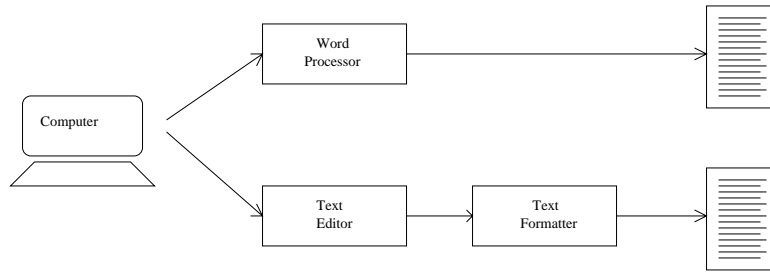 Word
Processor
Computer
Text
Editor
Text
Formatter